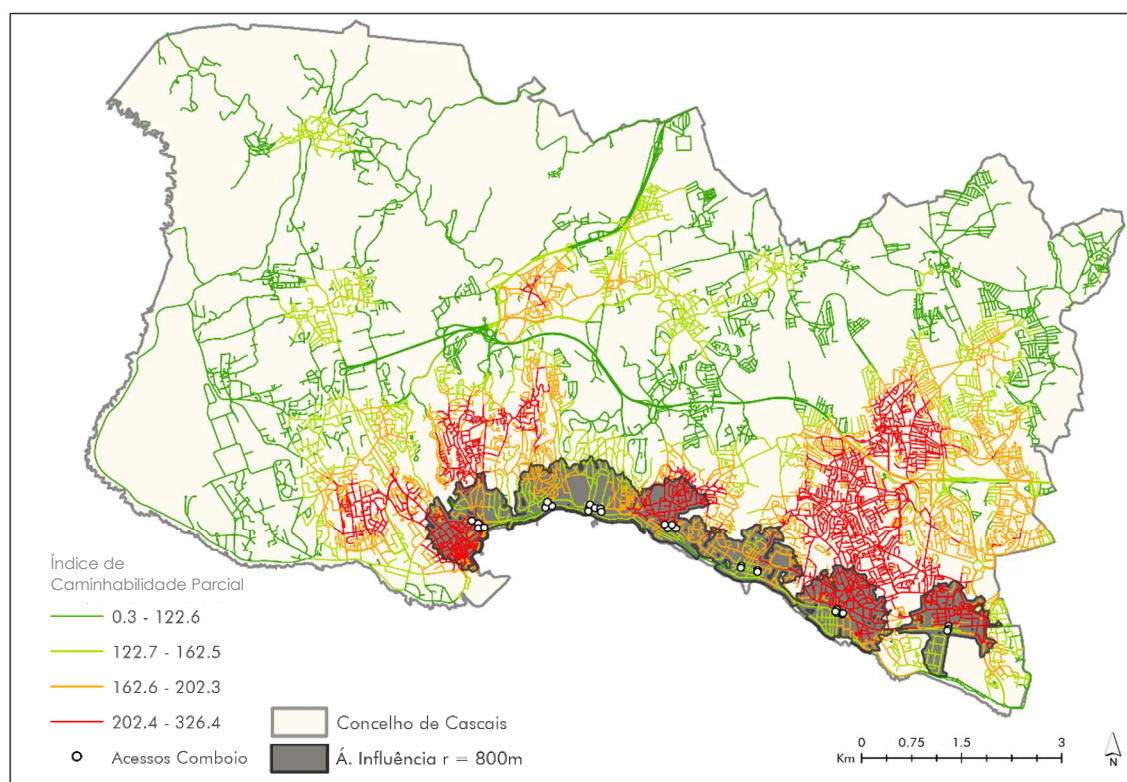 Índice de
Caminhabilidade Parcial
0.3 - 122.6
122.7 - 162.5
162.6 - 202.3
202.4 - 326.4
Acessos Comboio
Concelho de Cascais
Á. Influência r = 800m
0 0.75 1.5 3
Km
N